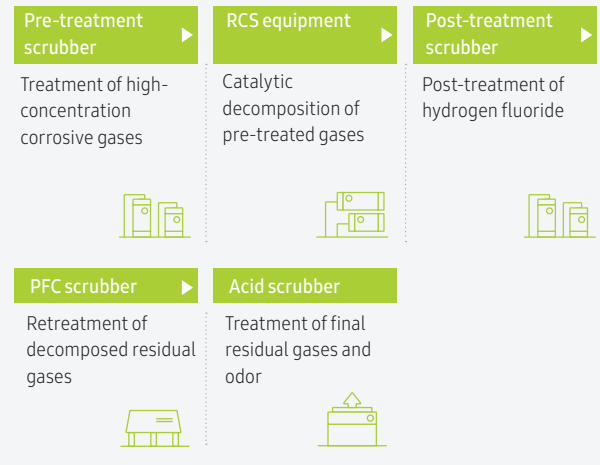 Pre-treatment
scrubber
Treatment of high-
concentration
corrosive gases
RCS equipment
Catalytic
decomposition of
pre-treated gases
Post-treatment
scrubber
Post-treatment of
hydrogen fluoride
PFC scrubber
Retreatment of
decomposed residual
gases
Acid scrubber
Treatment of final
residual gases and
odor